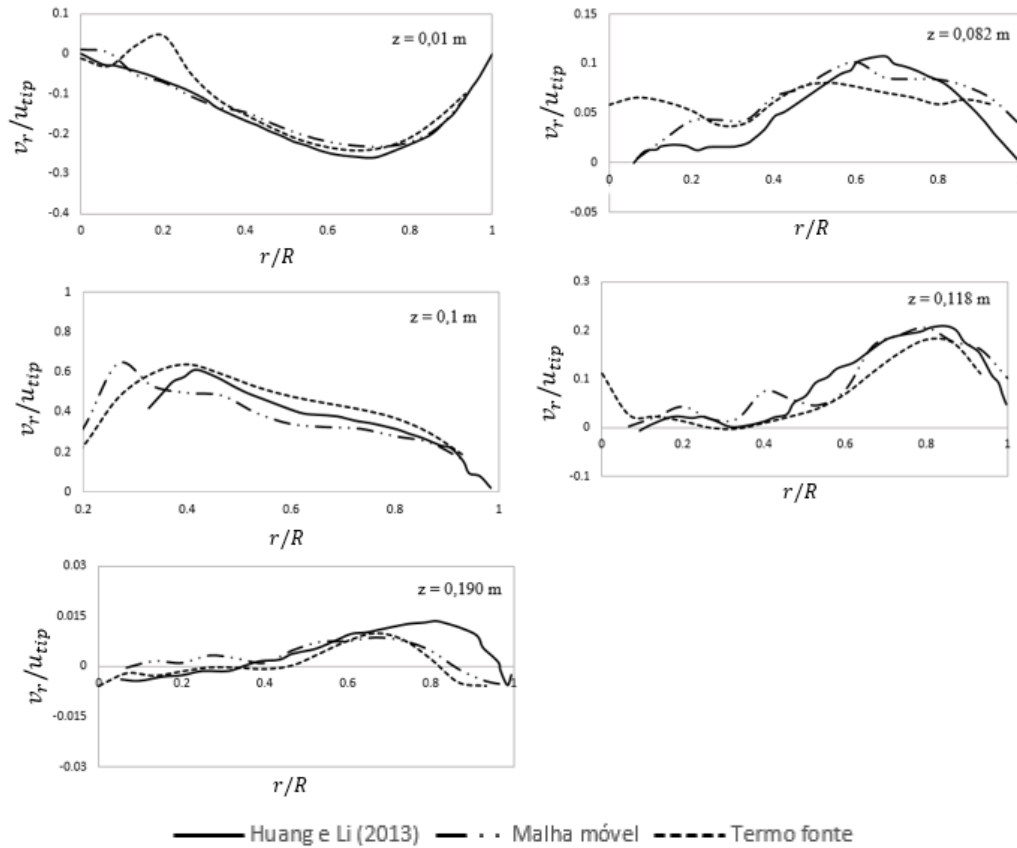 z = 0,01 m
0.1
0
-0.1
-0.2
-0.3
-0.4
v_r/u_tip
0 0.2 0.4 0.6 0.8 1
r/R
z = 0,082 m
0.15
0.1
0.05
0
-0.05
v_r/u_tip
0 0.2 0.4 0.6 0.8
r/R
z = 0,1 m
1
0.8
0.6
0.4
0.2
0
v_r/u_tip
0.2 0.4 0.6 0.8 1
r/R
z = 0,118 m
0.3
0.2
0.1
0
-0.1
v_r/u_tip
0 0.2 0.4 0.6 0.8 1
r/R
z = 0,190 m
0.03
0.015
0
-0.015
-0.03
v_r/u_tip
0 0.2 0.4 0.6 0.8 1
r/R
Huang e Li (2013) Malha móvel Termo fonte